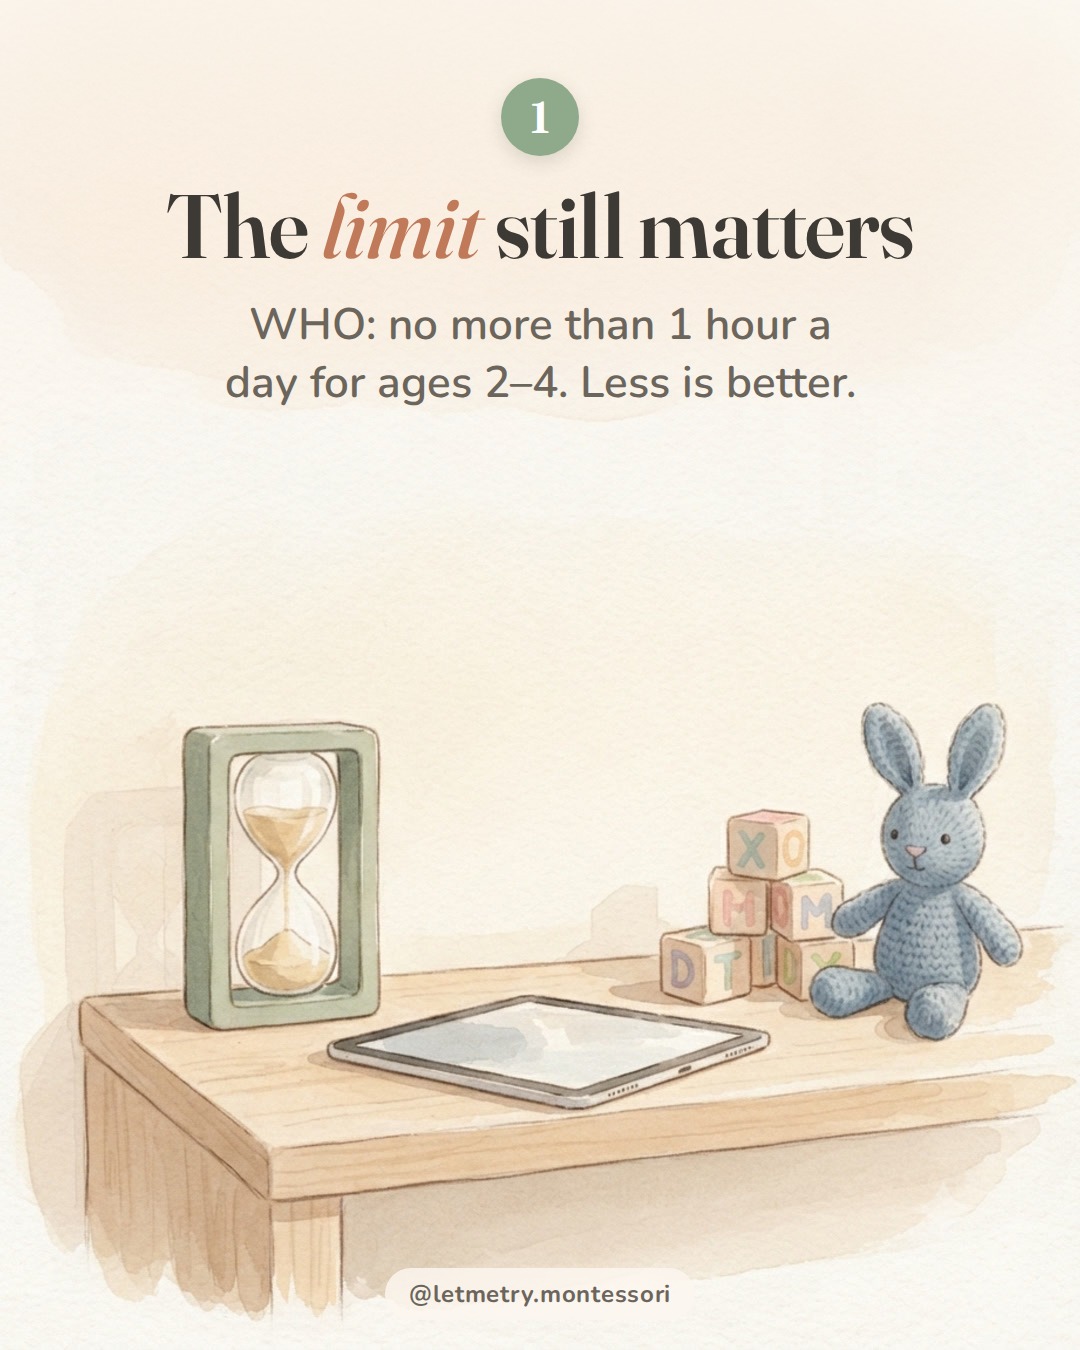 1
The limit still matters
WHO: no more than 1 hour a
day for ages 2–4. Less is better.
X O
M O M
D T I D Y
@letmetry.montessori